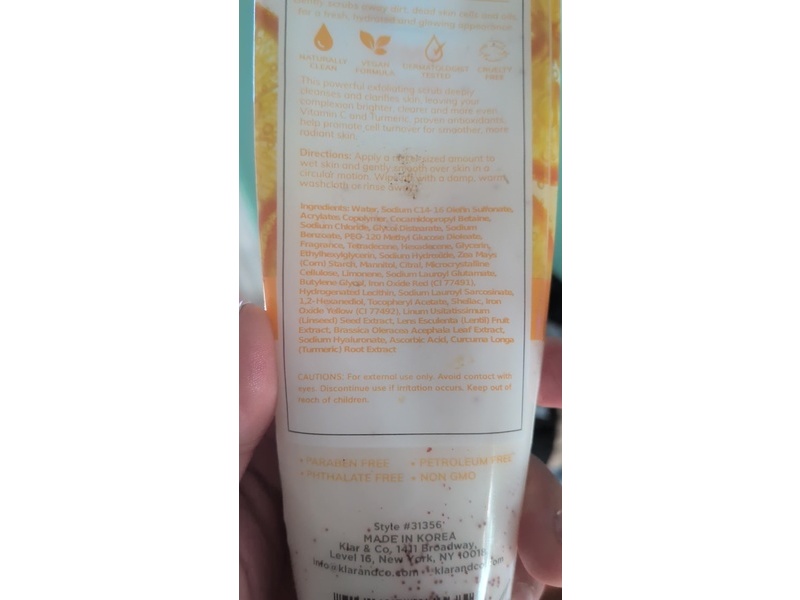 Gently scrubs away dirt, dead skin cells and oils,
for a fresh, hydrated and glowing appearance.
NATURALLY CLEAN
VEGAN FORMULA
DERMATOLOGIST TESTED
CRUELTY FREE
This powerful exfoliating scrub deeply
cleanses and clarifies skin, leaving your
complexion brighter, clearer and more even.
Vitamin C and Turmeric, proven antioxidants,
help promote cell turnover for smoother, more
radiant skin.
Directions: Apply a sized amount to
wet skin and gently smooth over skin in a
circular motion. Wipe off with a damp, warm
washcloth or rinse away.
Ingredients: Water, Sodium C14-16 Olefin Sulfonate,
Acrylates Copolymer, Cocamidopropyl Betaine,
Sodium Chloride, Glycol Distearate, Sodium
Benzoate, PEG-120 Methyl Glucose Dioleate,
Fragrance, Tetradecene, Hexadecene, Glycerin,
Ethylhexylglycerin, Sodium Hydroxide, Zea Mays
(Corn) Starch, Mannitol, Citral, Microcrystalline
Cellulose, Limonene, Sodium Lauroyl Glutamate,
Butylene Glycol, Iron Oxide Red (CI 77491),
Hydrogenated Lecithin, Sodium Lauroyl Sarcosinate,
1,2- Hexanediol, Tocopheryl Acetate, Shellac, Iron
Oxide Yellow (CI 77492), Linum Usitatissimum
(Linseed) Seed Extract, Lens Esculenta (Lentil) Fruit
Extract, Brassica Oleracea Acephala Leaf Extract,
Sodium Hyaluronate, Ascorbic Acid, Curcuma Longa
(Turmeric) Root Extract
CAUTIONS: For external use only. Avoid contact with
eyes. Discontinue use if irritation occurs. Keep out of
reach of children.
• PARABEN FREE • PETROLEUM FREE
• PHTHALATE FREE • NON GMO
Style #31356
MADE IN KOREA
Klar & Co, 1411 Broadway,
Level 16, New York, NY 10018
info@klarandco.com • klarandco.com